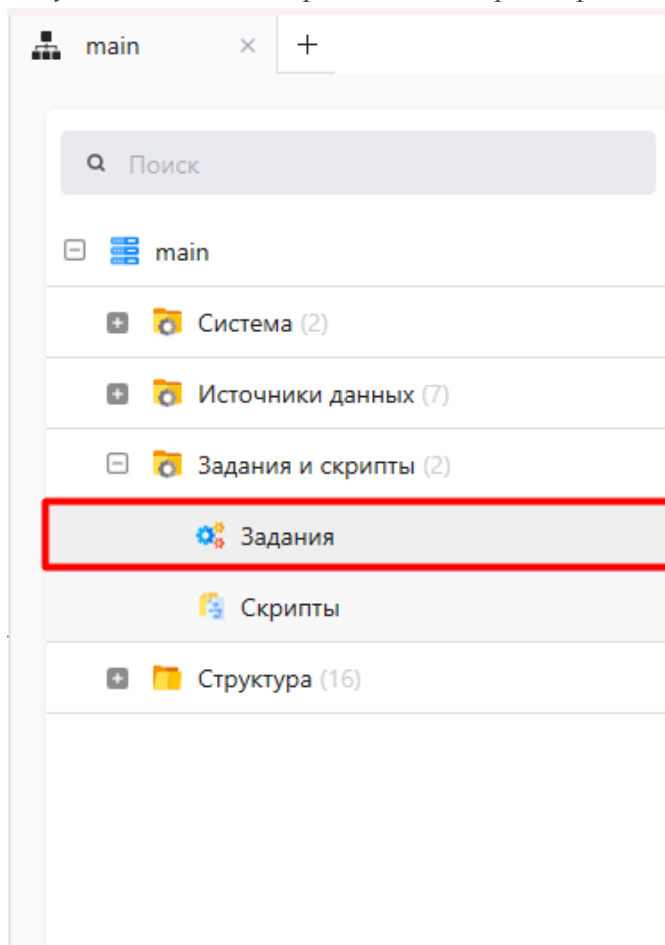 main × +
Поиск
main
Система (2)
Источники данных (7)
Задания и скрипты (2)
Задания
Скрипты
Структура (16)